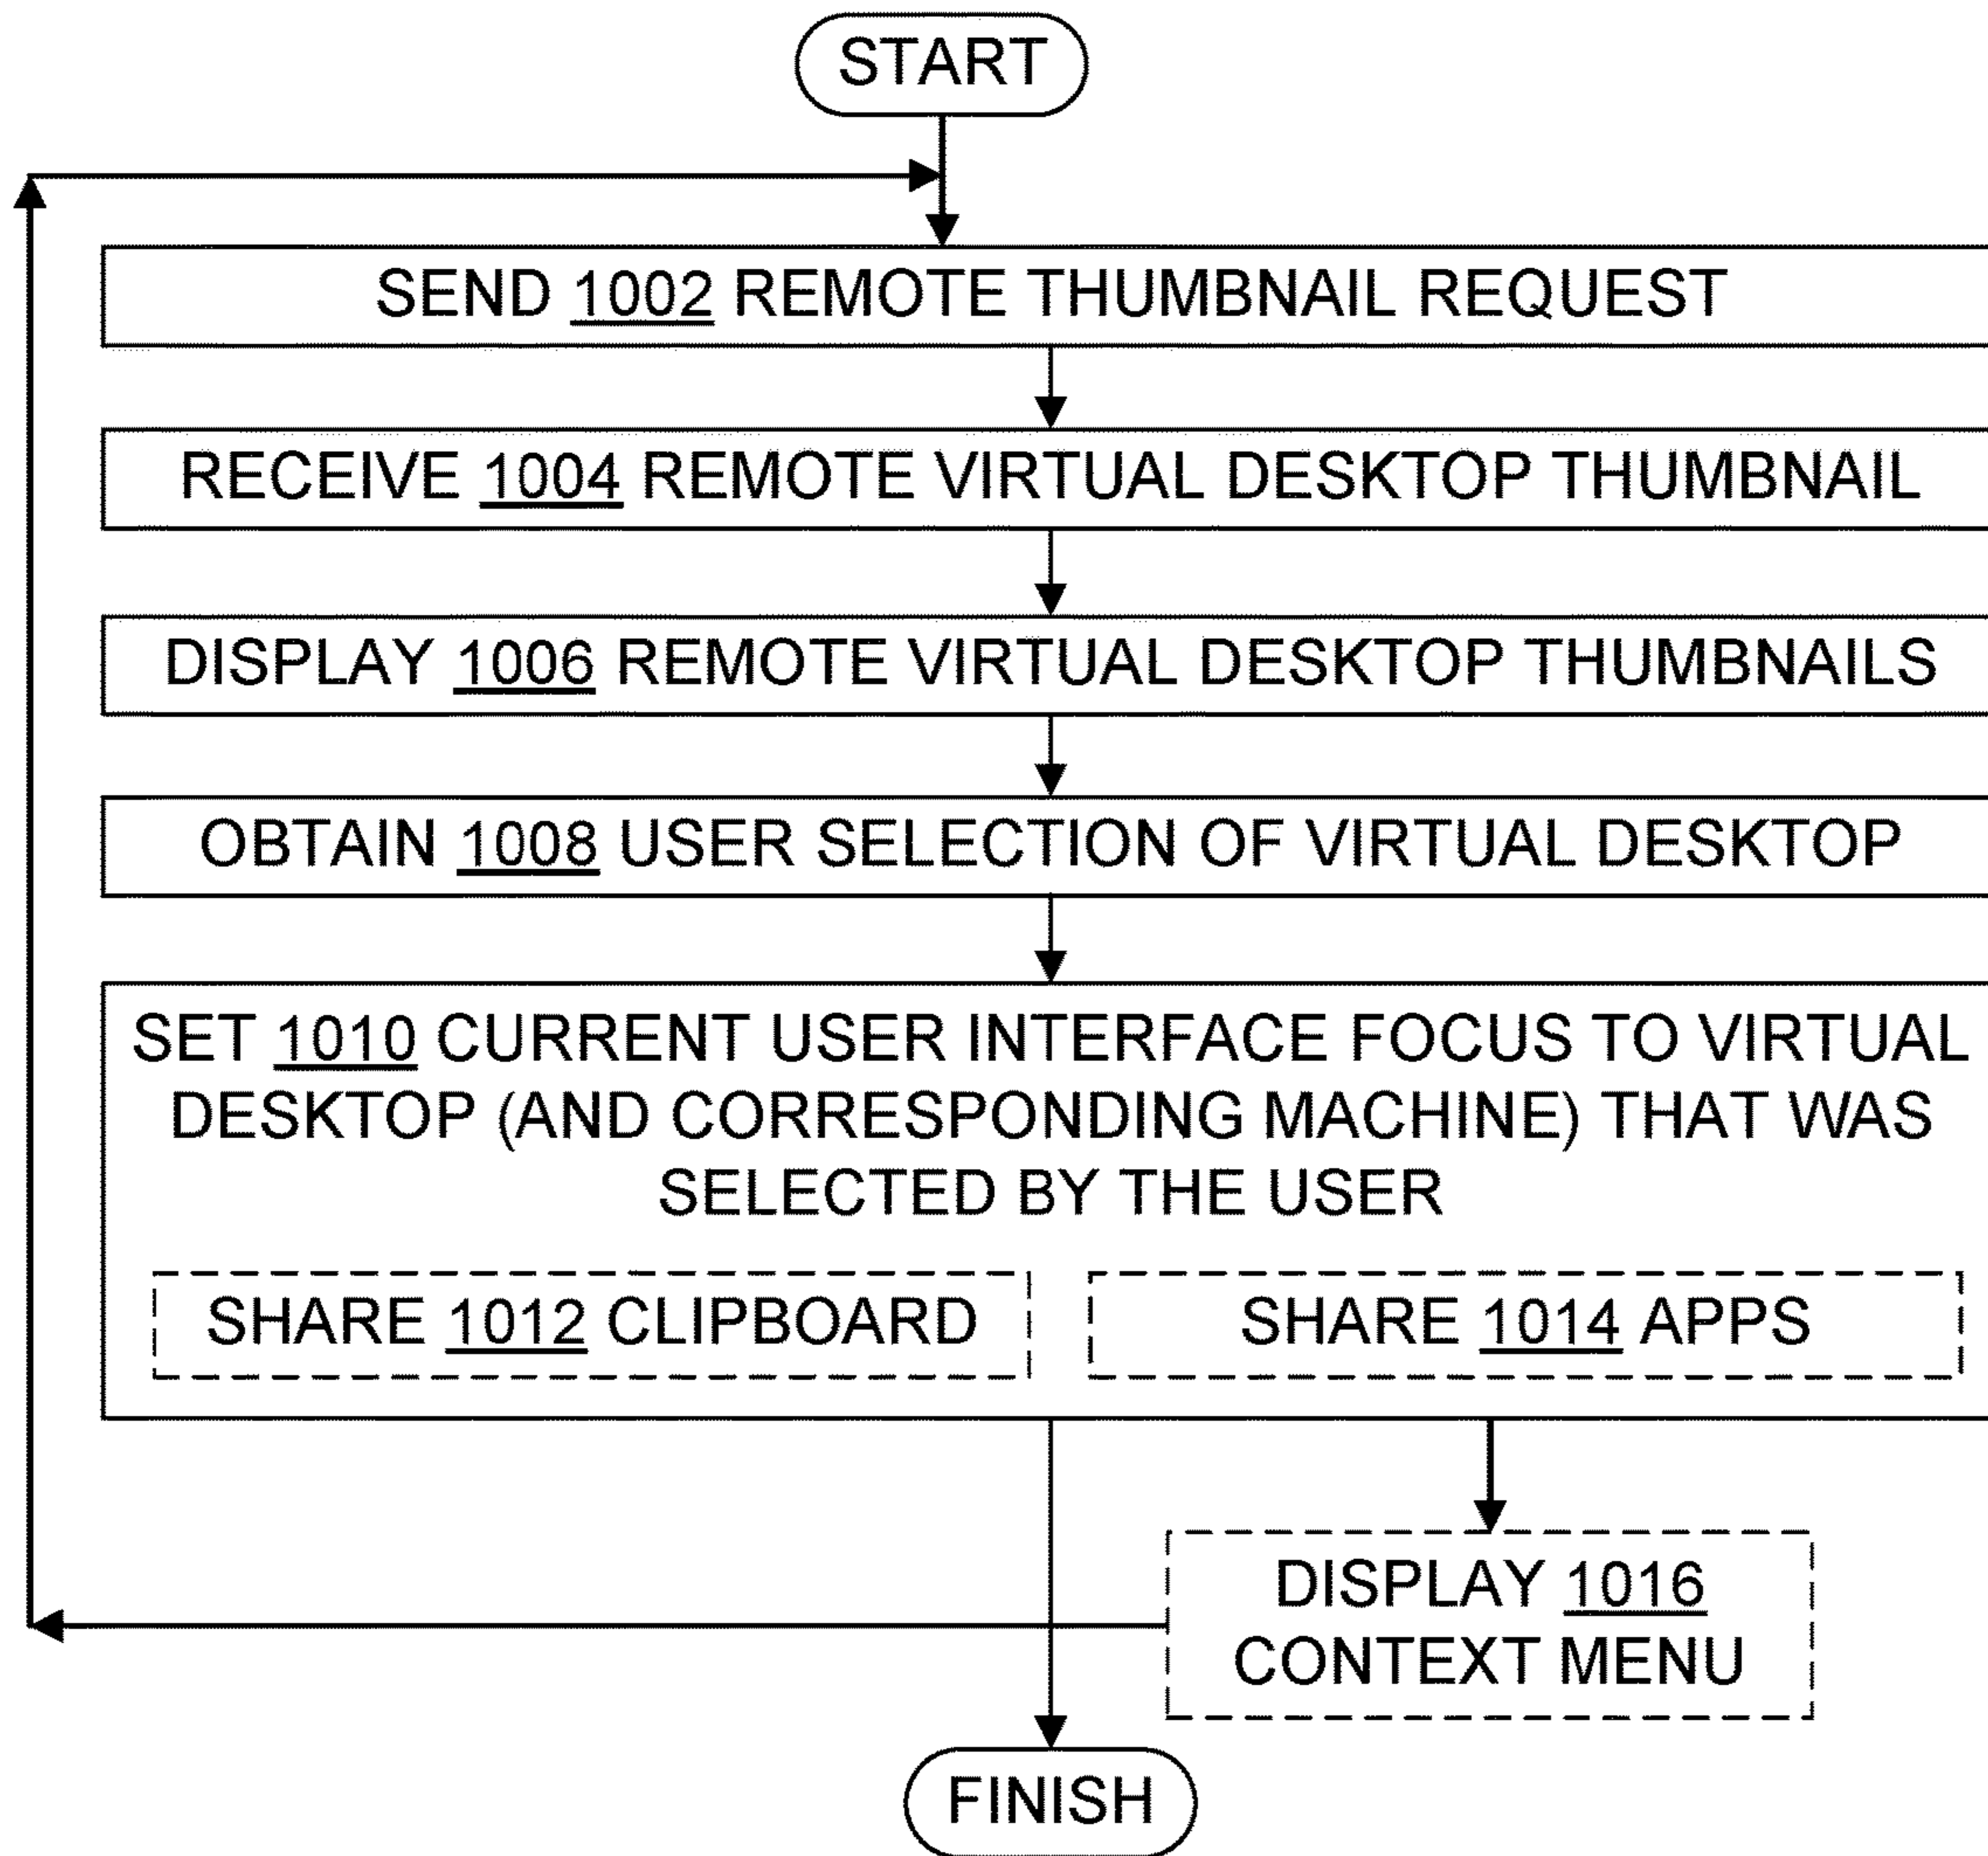 START
SEND 1002 REMOTE THUMBNAIL REQUEST
RECEIVE 1004 REMOTE VIRTUAL DESKTOP THUMBNAIL
DISPLAY 1006 REMOTE VIRTUAL DESKTOP THUMBNAILS
OBTAIN 1008 USER SELECTION OF VIRTUAL DESKTOP
SET 1010 CURRENT USER INTERFACE FOCUS TO VIRTUAL
DESKTOP (AND CORRESPONDING MACHINE) THAT WAS
SELECTED BY THE USER
SHARE 1012 CLIPBOARD
SHARE 1014 APPS
DISPLAY 1016
CONTEXT MENU
FINISH